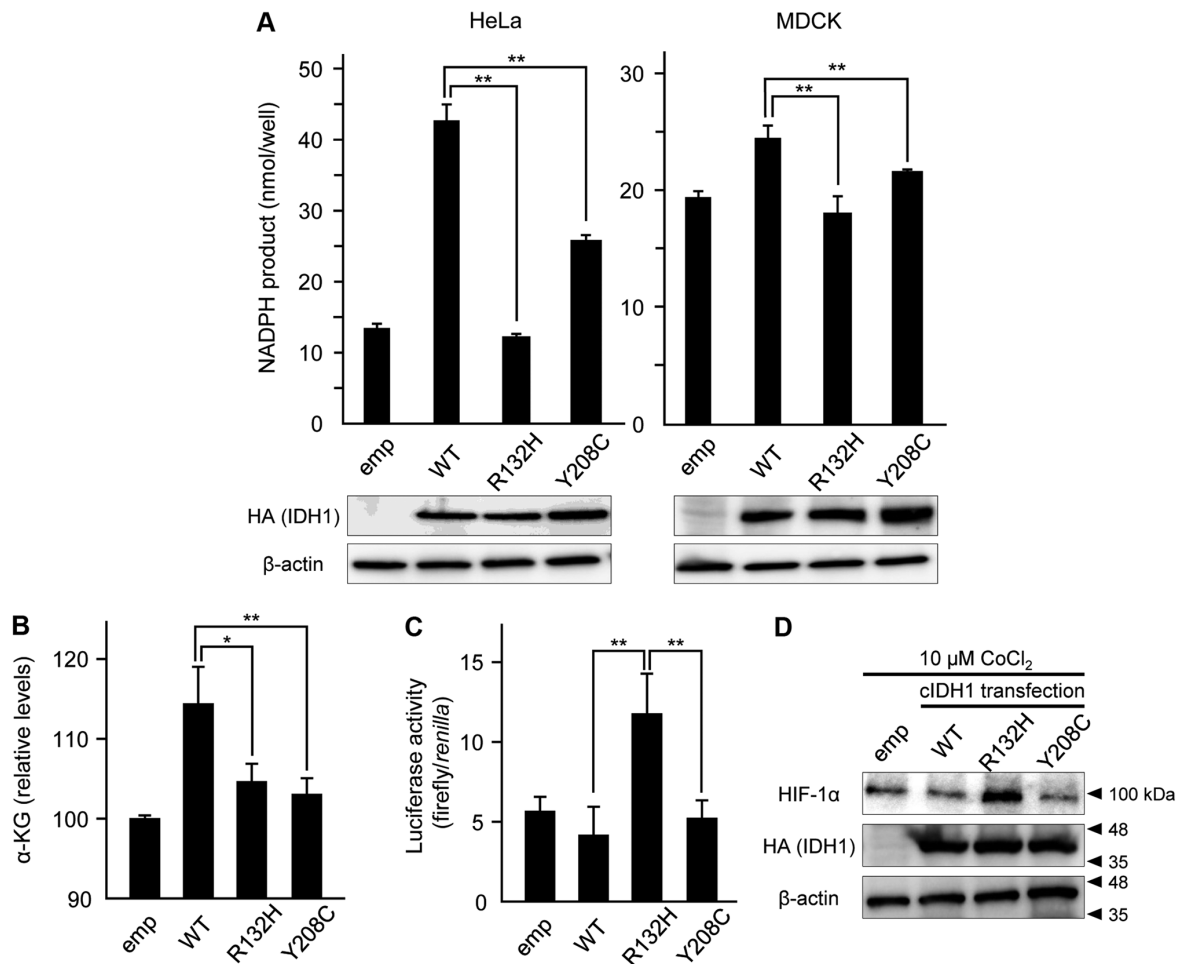 A
HeLa
MDCK
NADPH product (nmol/well)
50
40
30
20
10
0
**
**
emp
WT
R132H
Y208C
30
20
10
0
**
**
emp
WT
R132H
Y208C
HA (IDH1)
β-actin
B
α-KG (relative levels)
120
110
100
90
**
*
emp
WT
R132H
Y208C
C
Luciferase activity
(firefly/renilla)
15
10
5
0
**
**
emp
WT
R132H
Y208C
D
10 µM CoCl₂
cIDH1 transfection
emp
WT
R132H
Y208C
HIF-1α
100 kDa
HA (IDH1)
48
35
β-actin
48
35